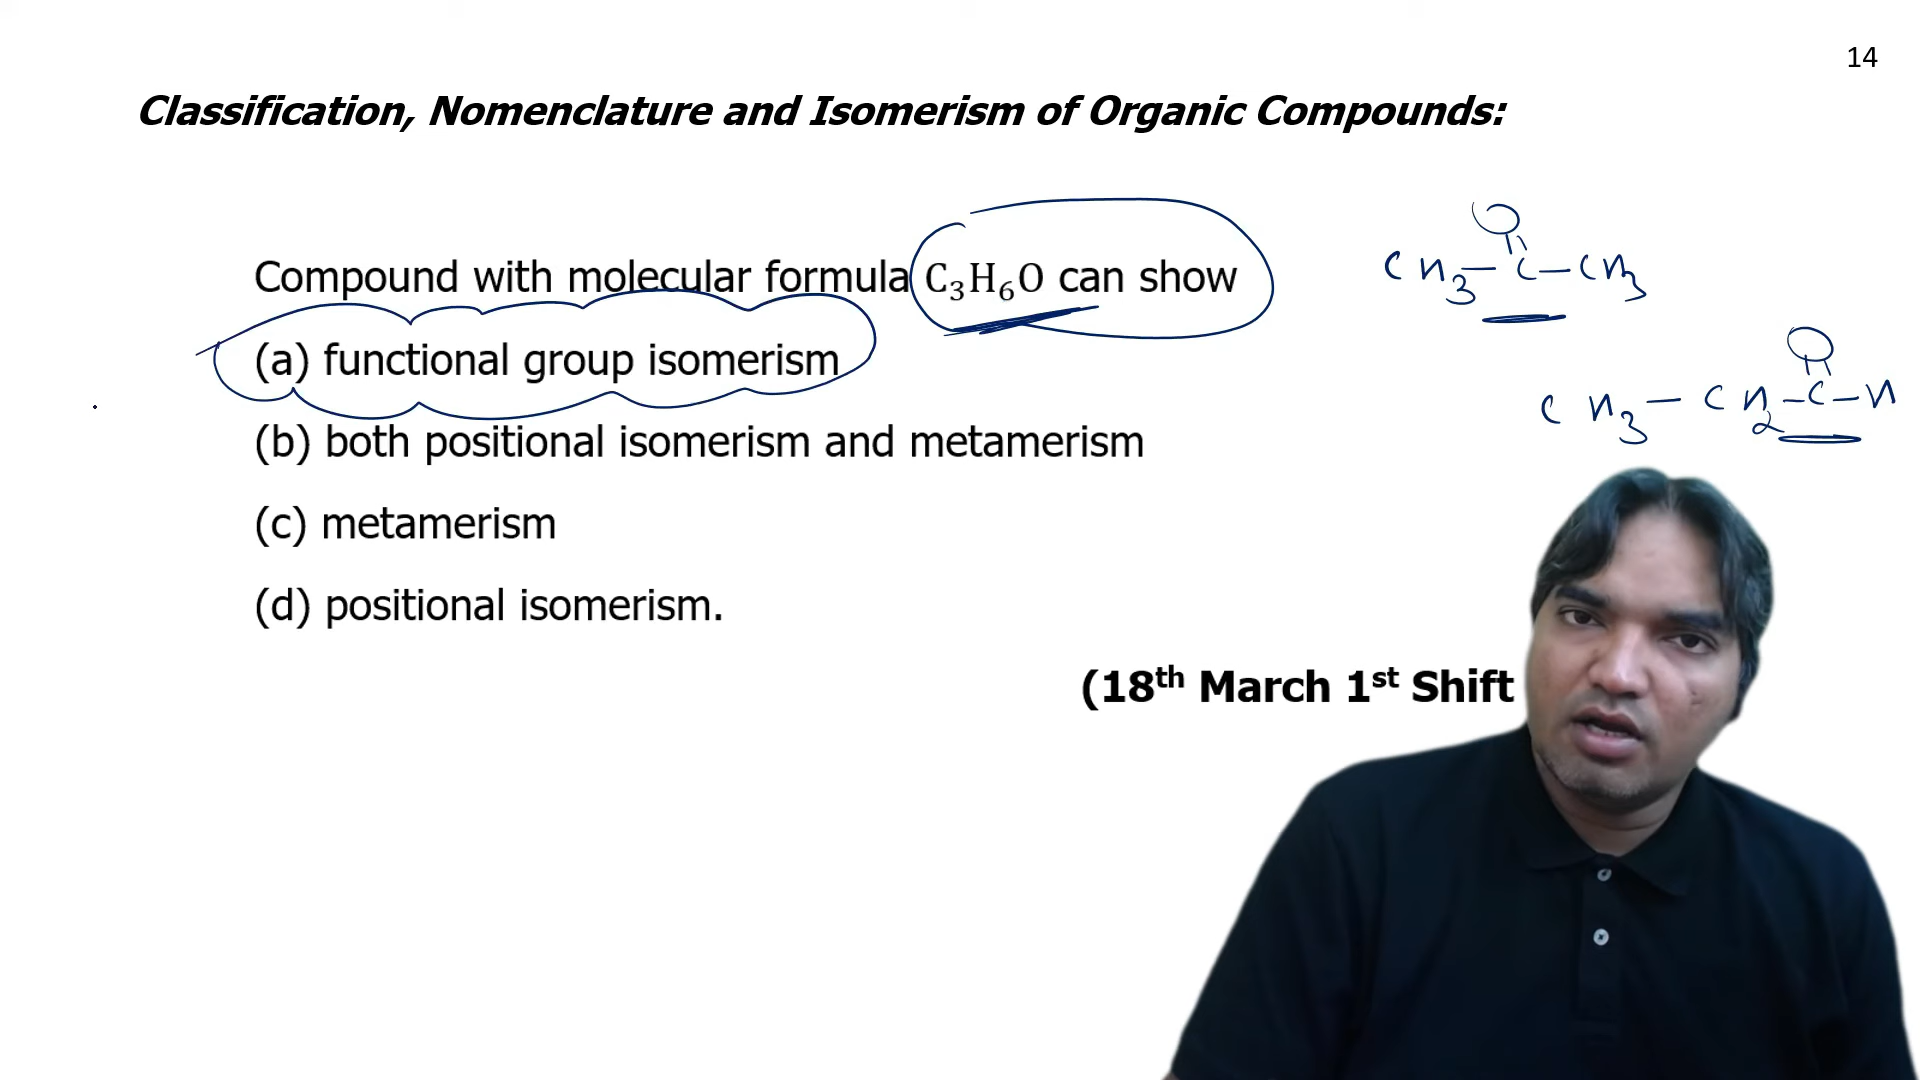 14
Classification, Nomenclature and Isomerism of Organic Compounds:
Compound with molecular formula C₃H₆O can show
(a) functional group isomerism
(b) both positional isomerism and metamerism
(c) metamerism
(d) positional isomerism.
(18th March 1st Shift
O
CH₃—C—CH₃
O
CH₃—CH₂—C—H